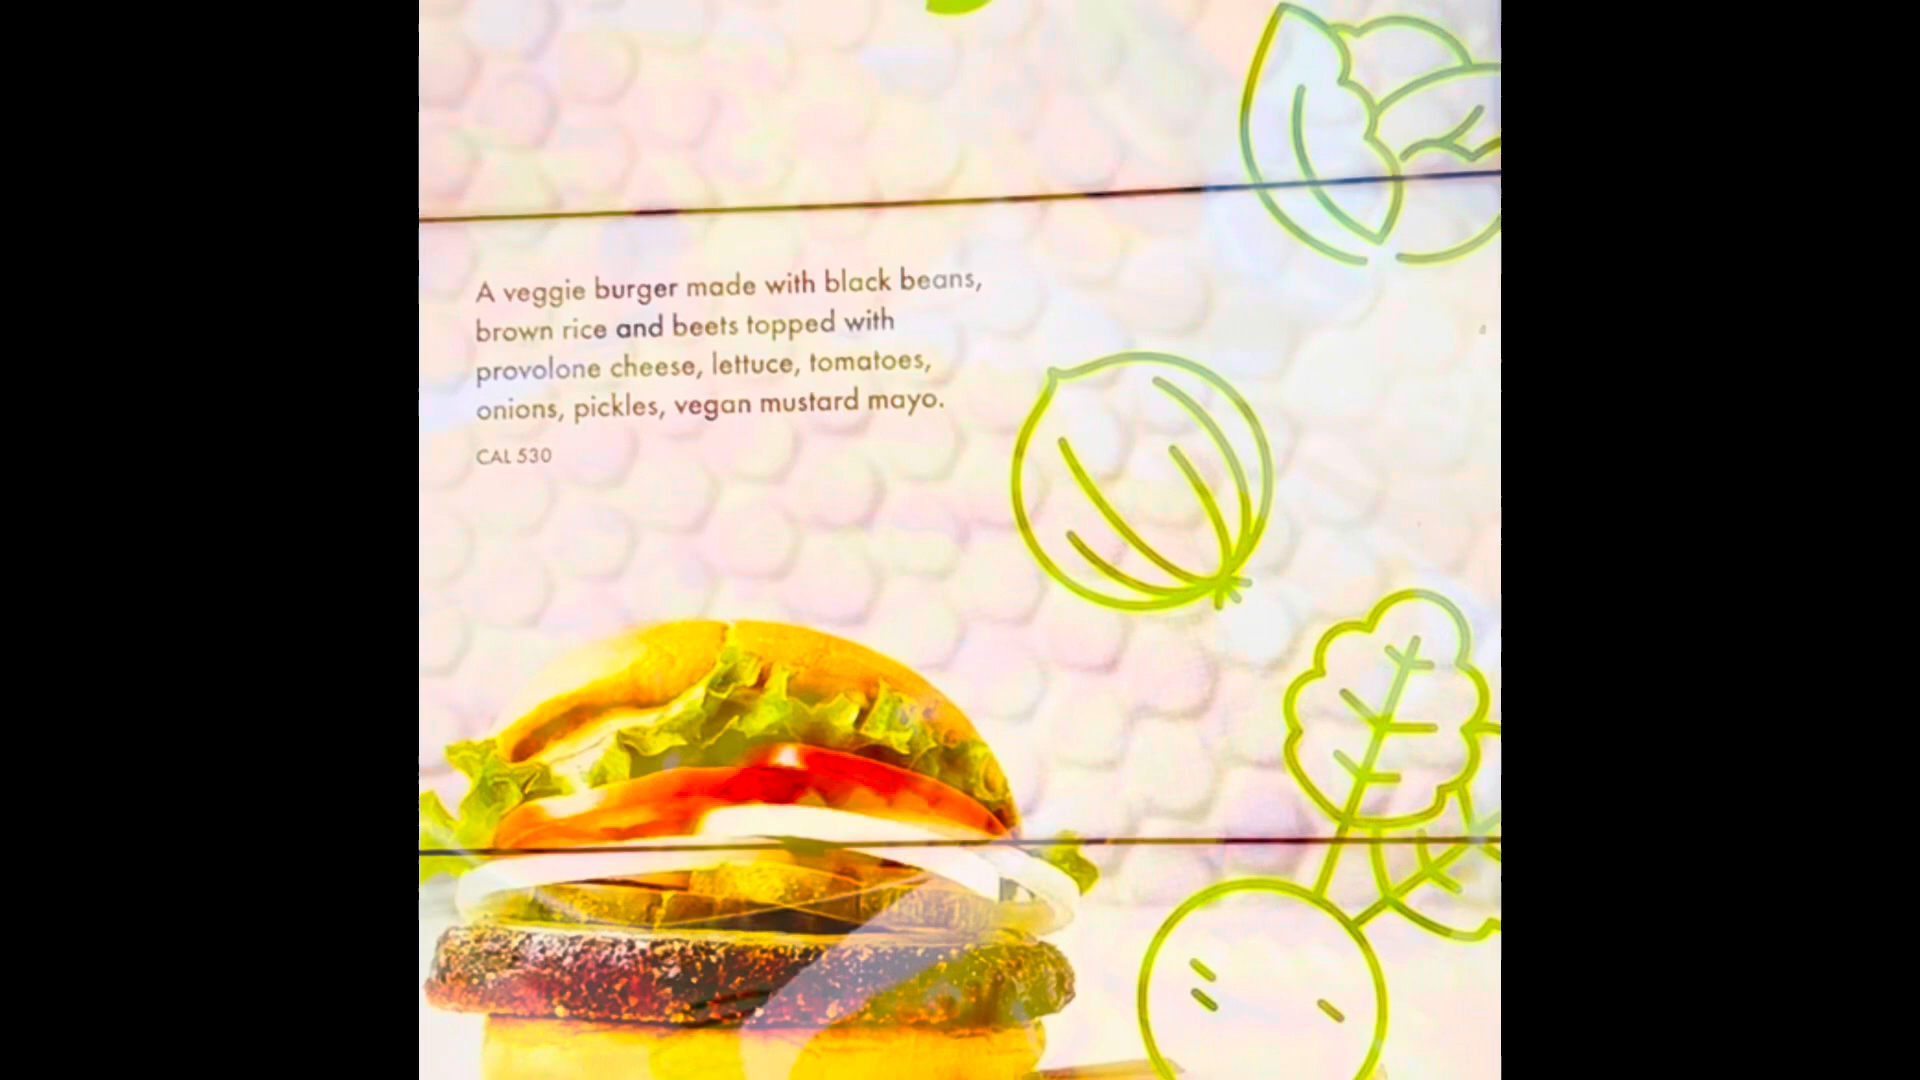 A veggie burger made with black beans,
brown rice and beets topped with
provolone cheese, lettuce, tomatoes,
onions, pickles, vegan mustard mayo.
CAL 530